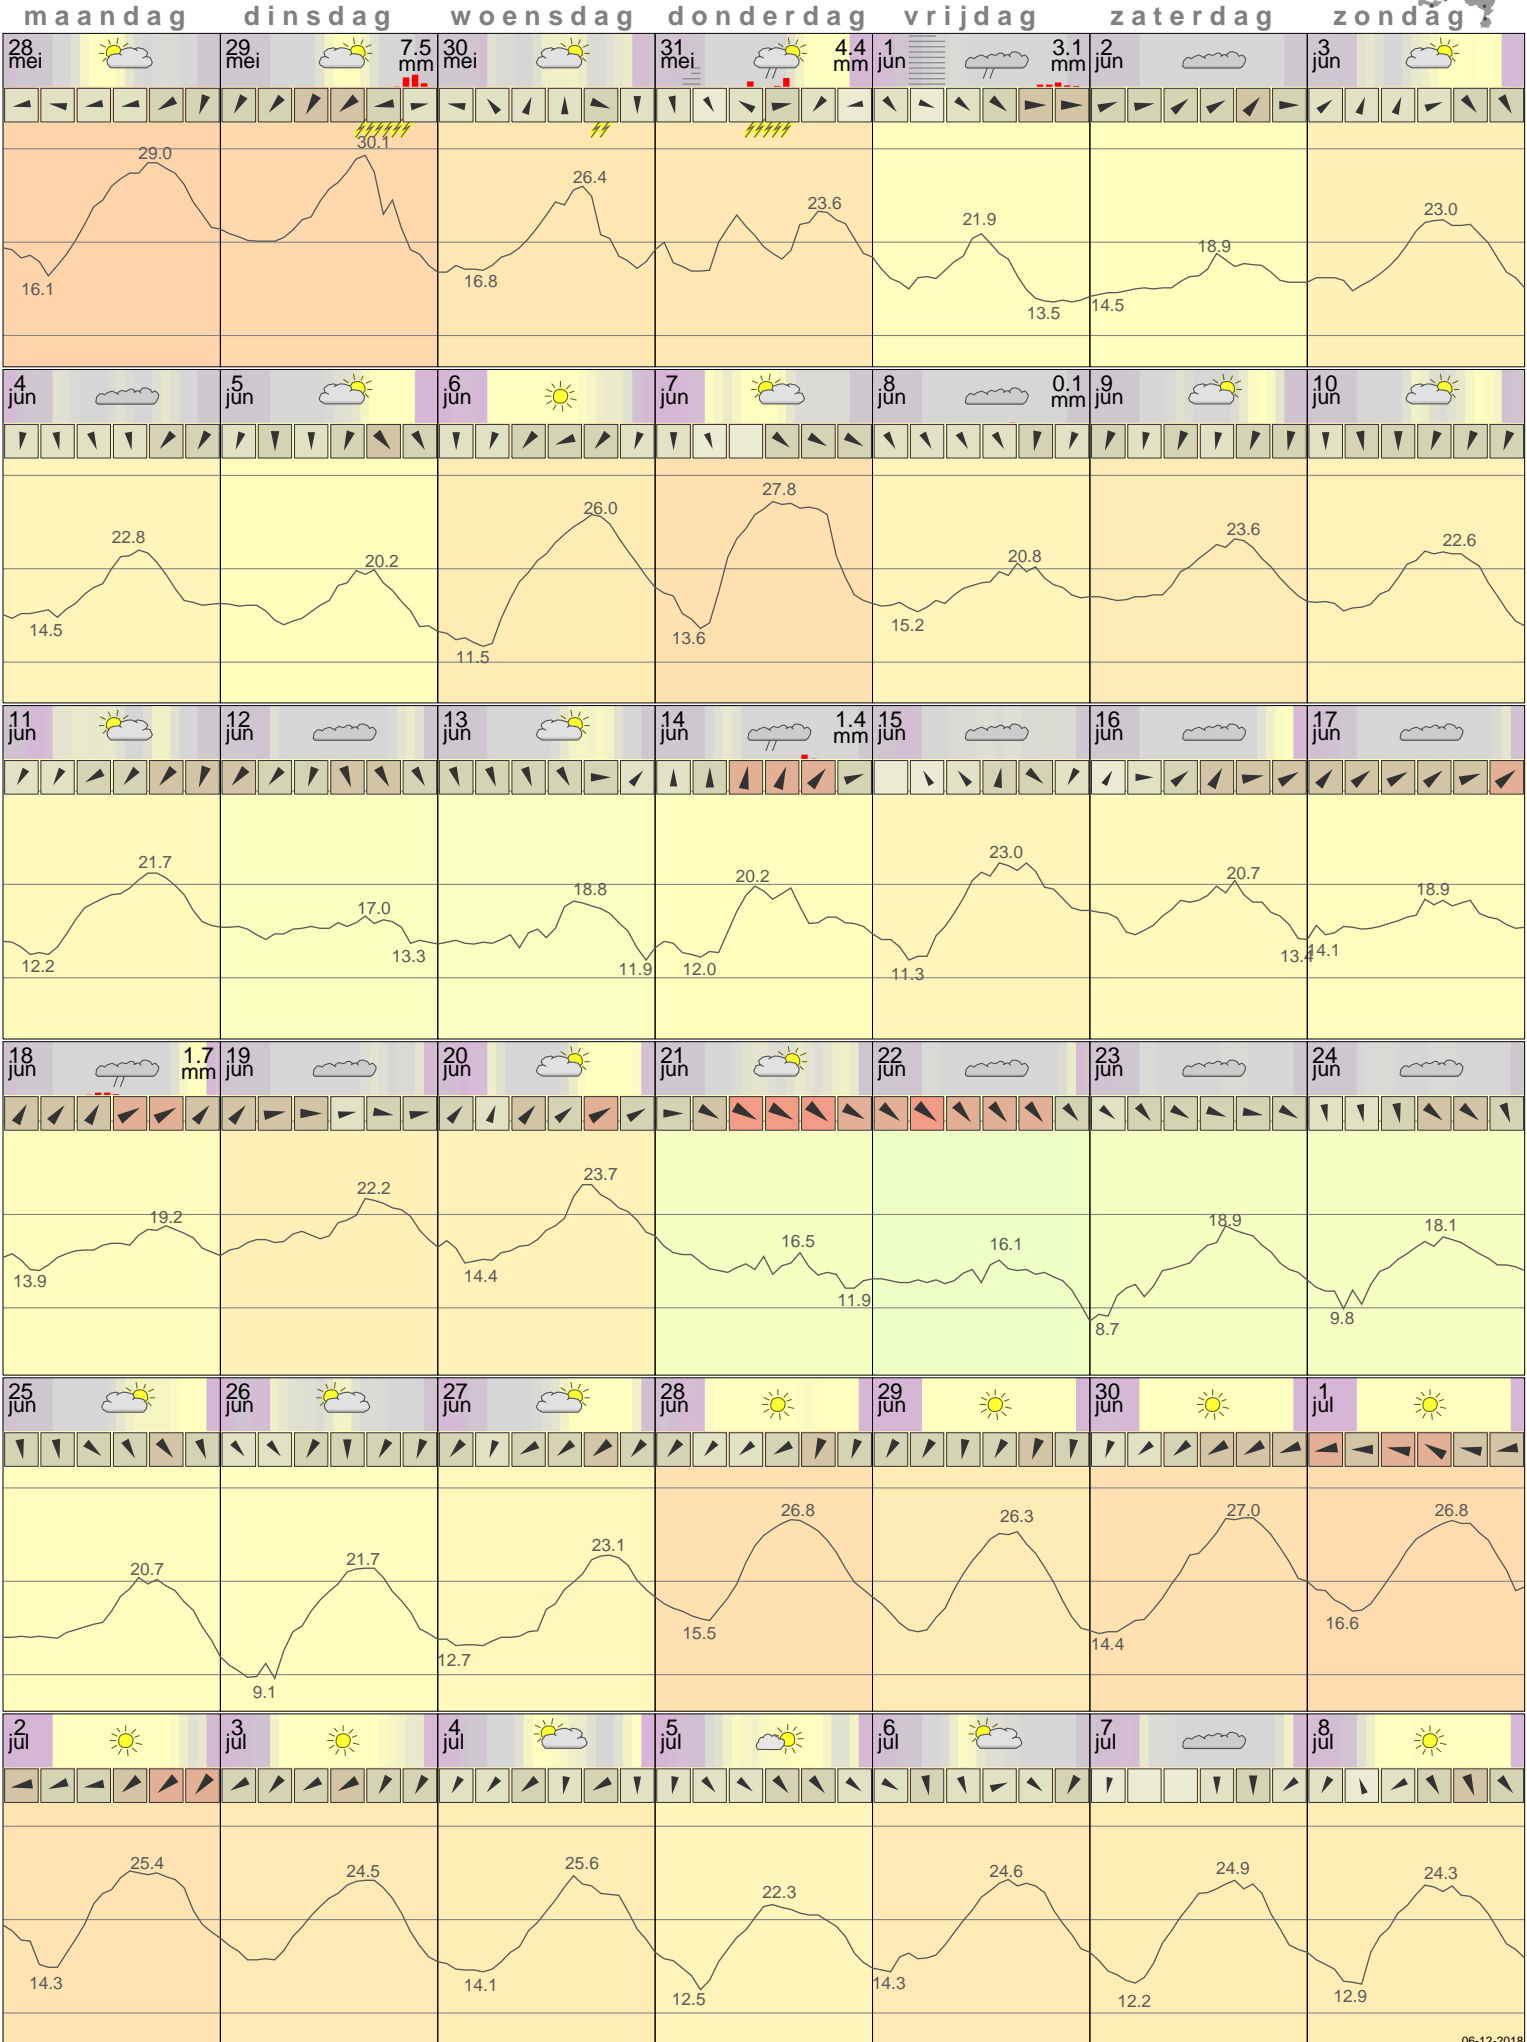 maandag dinsdag woensdag donderdag vrijdag zaterdag zondag
28 mei 29 mei 7.5 mm 30 mei 31 mei 4.4 mm 1 jun 3.1 mm 2 jun 3 jun
29.0 30.1 26.4 23.6 21.9 18.9 23.0
16.1 16.8 13.5 14.5
4 jun 5 jun 6 jun 7 jun 8 jun 0.1 mm 9 jun 10 jun
22.8 20.2 26.0 27.8 20.8 23.6 22.6
14.5 11.5 13.6 15.2
11 jun 12 jun 13 jun 14 jun 1.4 mm 15 jun 16 jun 17 jun
21.7 17.0 18.8 20.2 23.0 20.7 18.9
12.2 13.3 11.9 12.0 11.3 13.4 14.1
18 jun 1.7 mm 19 jun 20 jun 21 jun 22 jun 23 jun 24 jun
19.2 22.2 23.7 16.5 16.1 18.9 18.1
13.9 14.4 11.9 8.7 9.8
25 jun 26 jun 27 jun 28 jun 29 jun 30 jun 1 jul
20.7 21.7 23.1 26.8 26.3 27.0 26.8
9.1 12.7 15.5 14.4 16.6
2 jul 3 jul 4 jul 5 jul 6 jul 7 jul 8 jul
25.4 24.5 25.6 22.3 24.6 24.9 24.3
14.3 14.1 12.5 14.3 12.2 12.9
06-12-2018